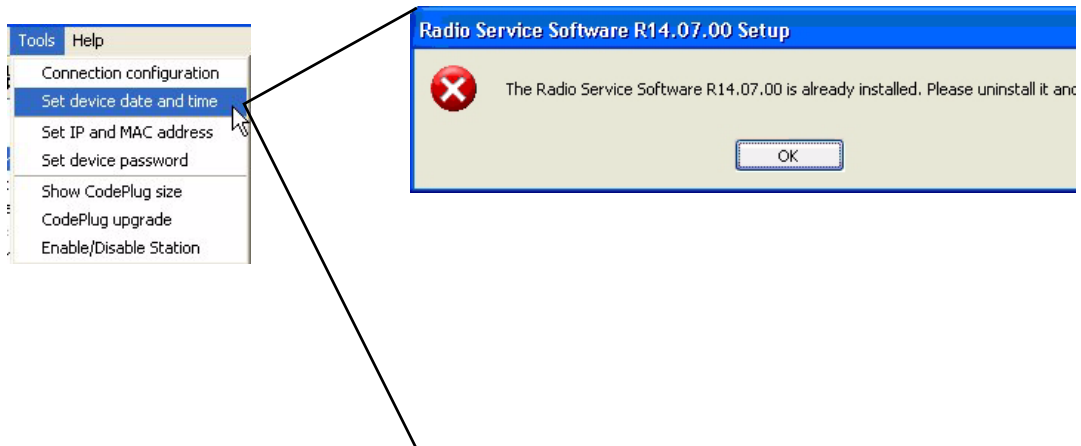 Tools Help
Connection configuration
Set device date and time
Set IP and MAC address
Set device password
Show CodePlug size
CodePlug upgrade
Enable/Disable Station
Radio Service Software R14.07.00 Setup
The Radio Service Software R14.07.00 is already installed. Please uninstall it and
OK